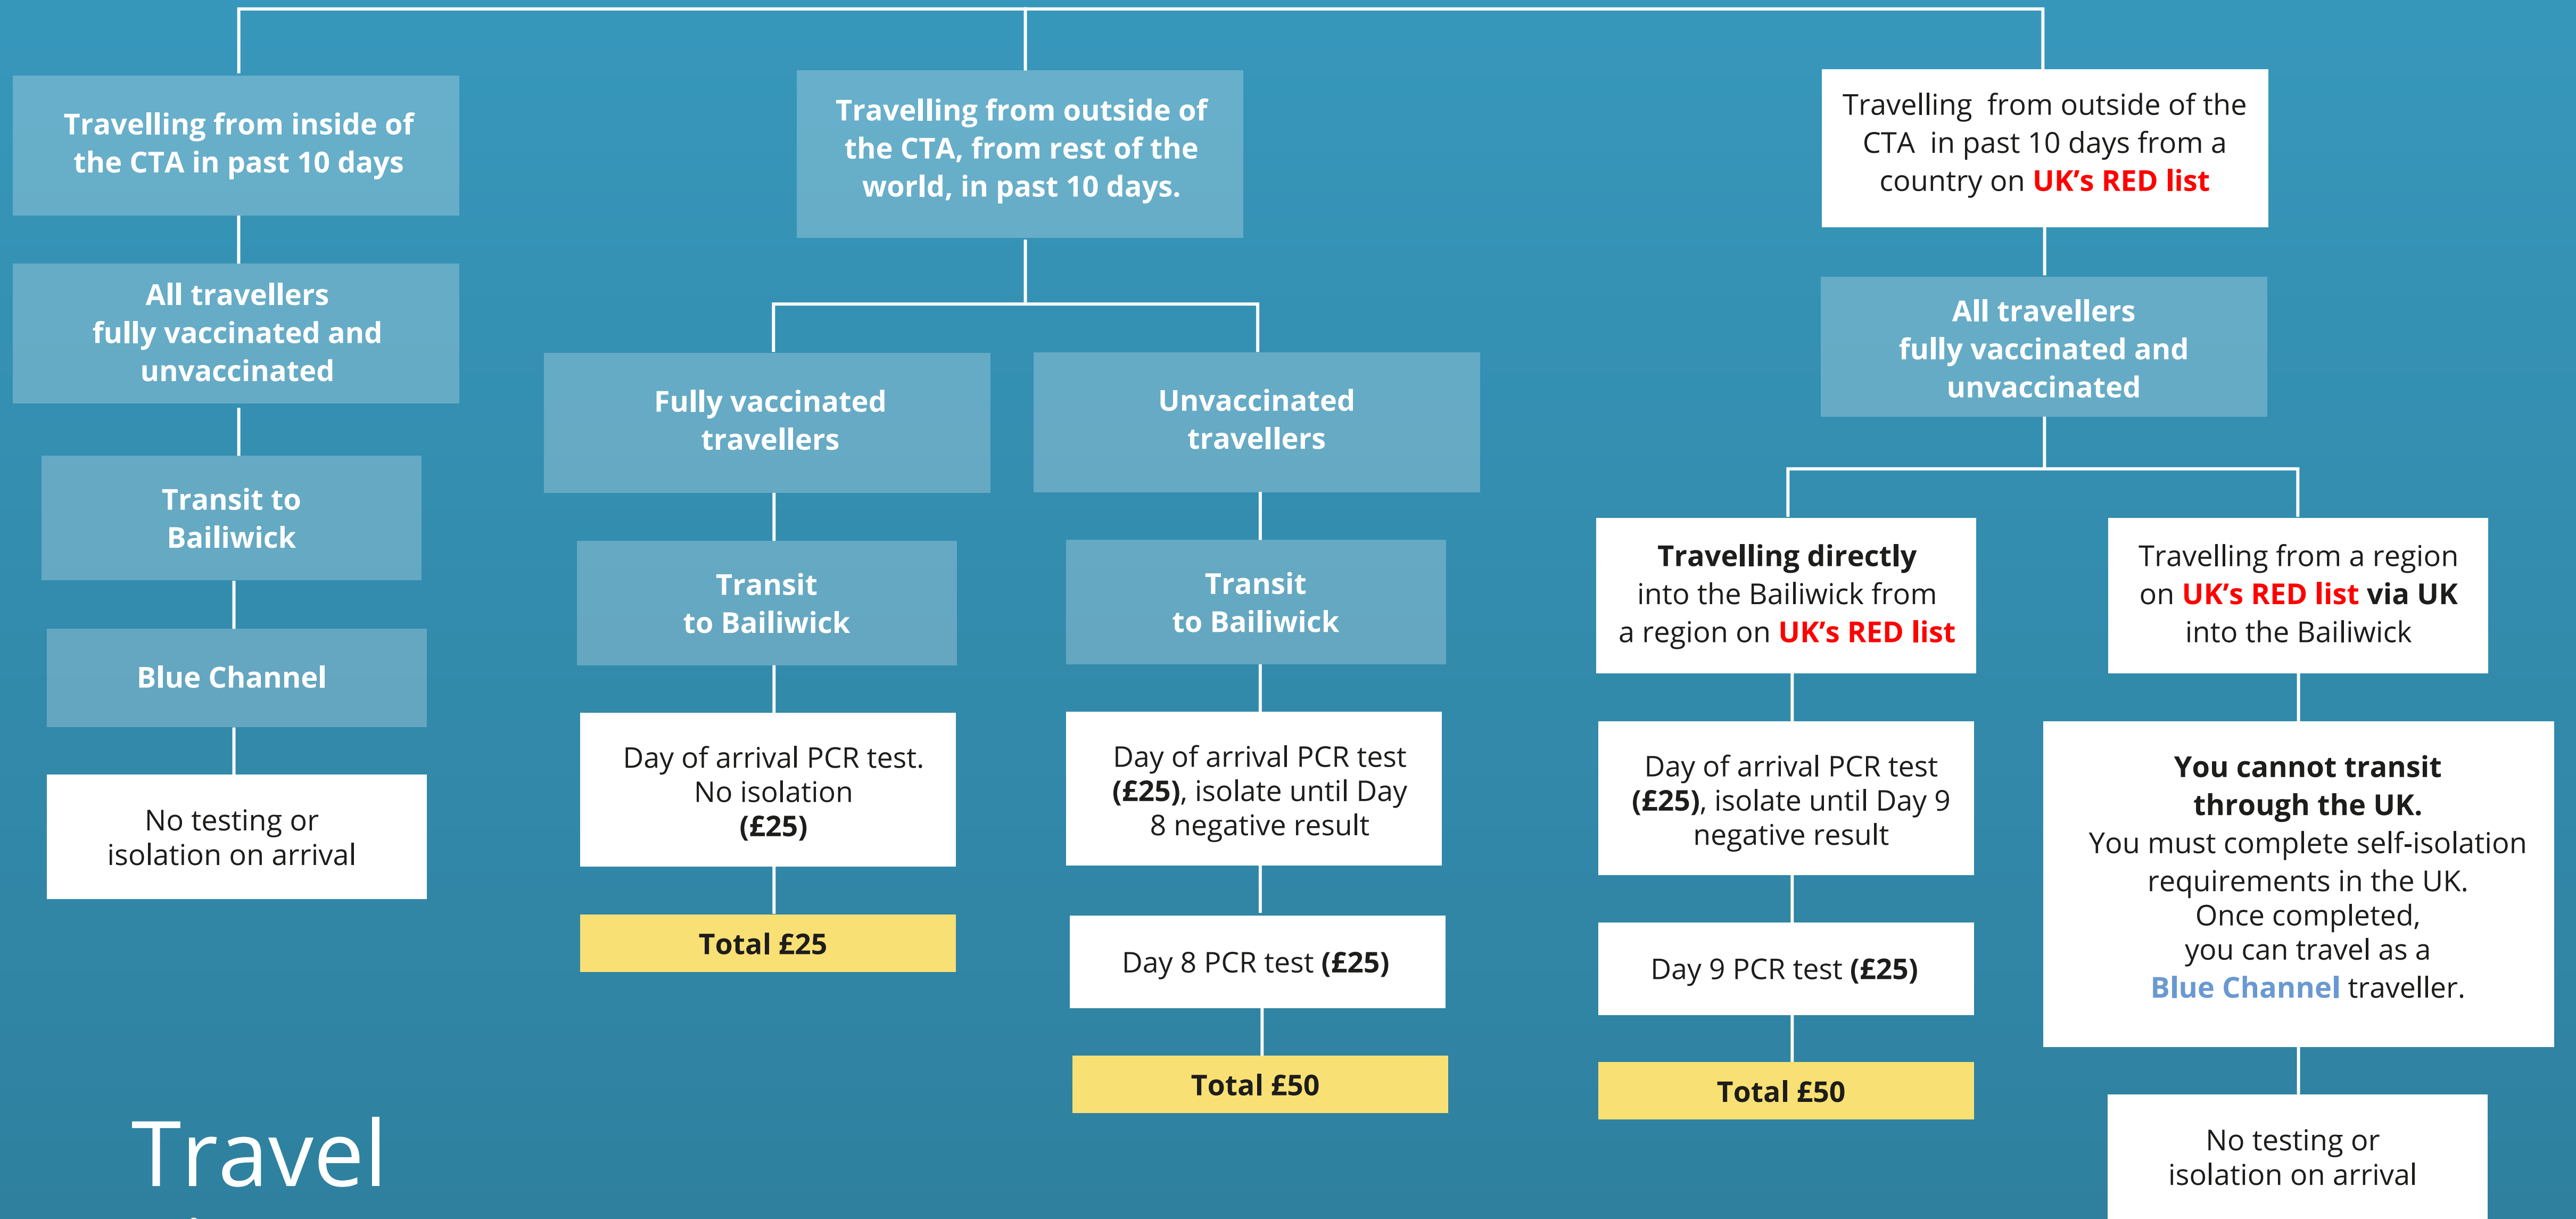 Travelling from inside of
the CTA in past 10 days
All travellers
fully vaccinated and
unvaccinated
Transit to
Bailiwick
Blue Channel
No testing or
isolation on arrival
Travelling from outside of
the CTA, from rest of the
world, in past 10 days.
Fully vaccinated
travellers
Transit
to Bailiwick
Day of arrival PCR test.
No isolation
(£25)
Total £25
Unvaccinated
travellers
Transit
to Bailiwick
Day of arrival PCR test
(£25), isolate until Day
8 negative result
Day 8 PCR test (£25)
Total £50
Travelling from outside of the
CTA in past 10 days from a
country on UK’s RED list
All travellers
fully vaccinated and
unvaccinated
Travelling directly
into the Bailiwick from
a region on UK’s RED list
Day of arrival PCR test
(£25), isolate until Day 9
negative result
Day 9 PCR test (£25)
Total £50
Travelling from a region
on UK’s RED list via UK
into the Bailiwick
You cannot transit
through the UK.
You must complete self-isolation
requirements in the UK.
Once completed,
you can travel as a
Blue Channel traveller.
No testing or
isolation on arrival
Travel